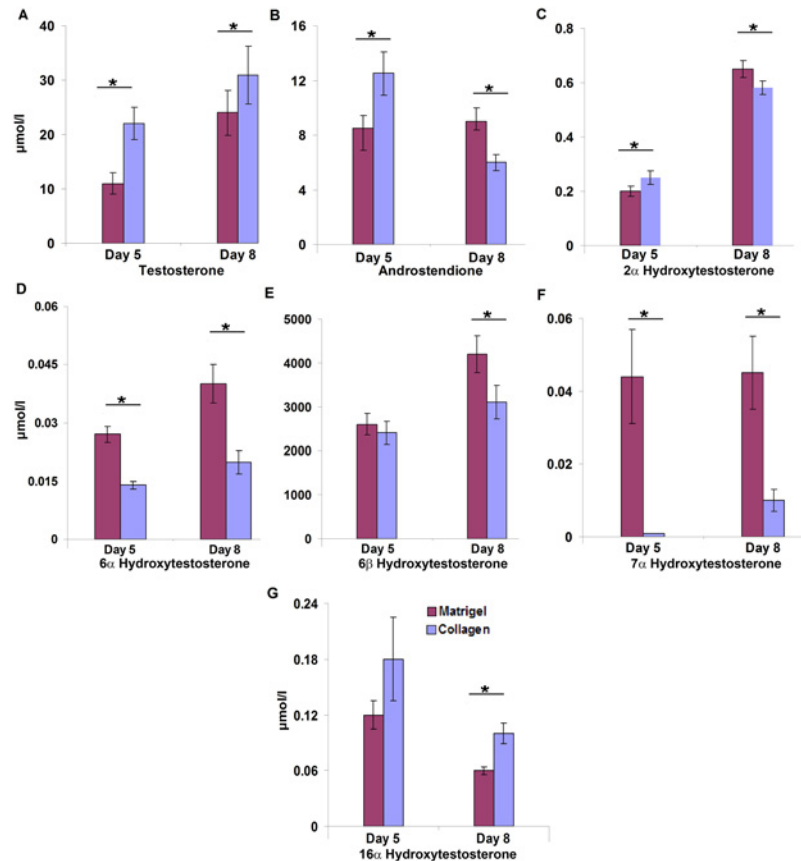 A
µmol/l
40
30
20
10
0
*
*
Day 5 Day 8
Testosterone
B
16
12
8
4
0
*
*
Day 5 Day 8
Androstendione
C
0.8
0.6
0.4
0.2
0
*
*
Day 5 Day 8
2α Hydroxytestosterone
D
µmol/l
0.06
0.045
0.03
0.015
0
*
*
Day 5 Day 8
6α Hydroxytestosterone
E
5000
4000
3000
2000
1000
0
*
Day 5 Day 8
6β Hydroxytestosterone
F
0.06
0.04
0.02
0
*
*
Day 5 Day 8
7α Hydroxytestosterone
G
µmol/l
0.24
0.18
0.12
0.06
0
Matrigel
Collagen
*
Day 5 Day 8
16α Hydroxytestosterone